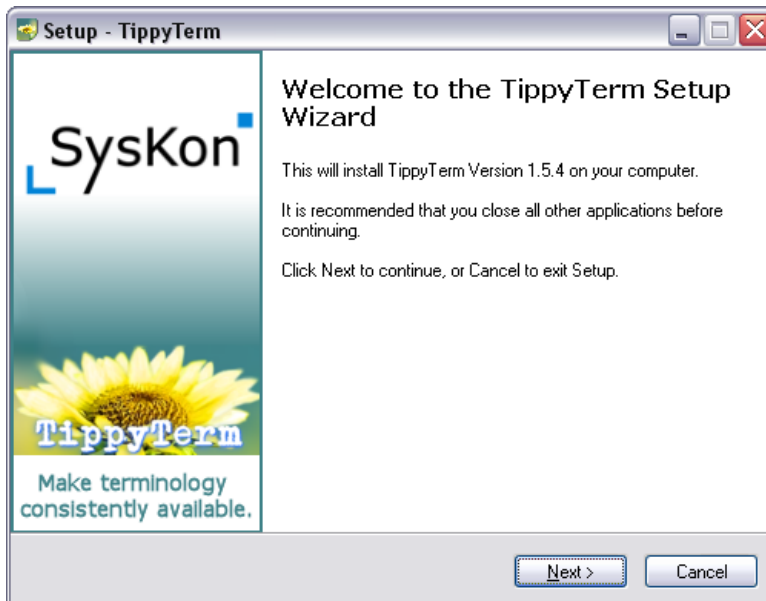 Setup - TippyTerm
SysKon
TippyTerm
Make terminology
consistently available.
Welcome to the TippyTerm Setup
Wizard
This will install TippyTerm Version 1.5.4 on your computer.
It is recommended that you close all other applications before
continuing.
Click Next to continue, or Cancel to exit Setup.
Next >
Cancel